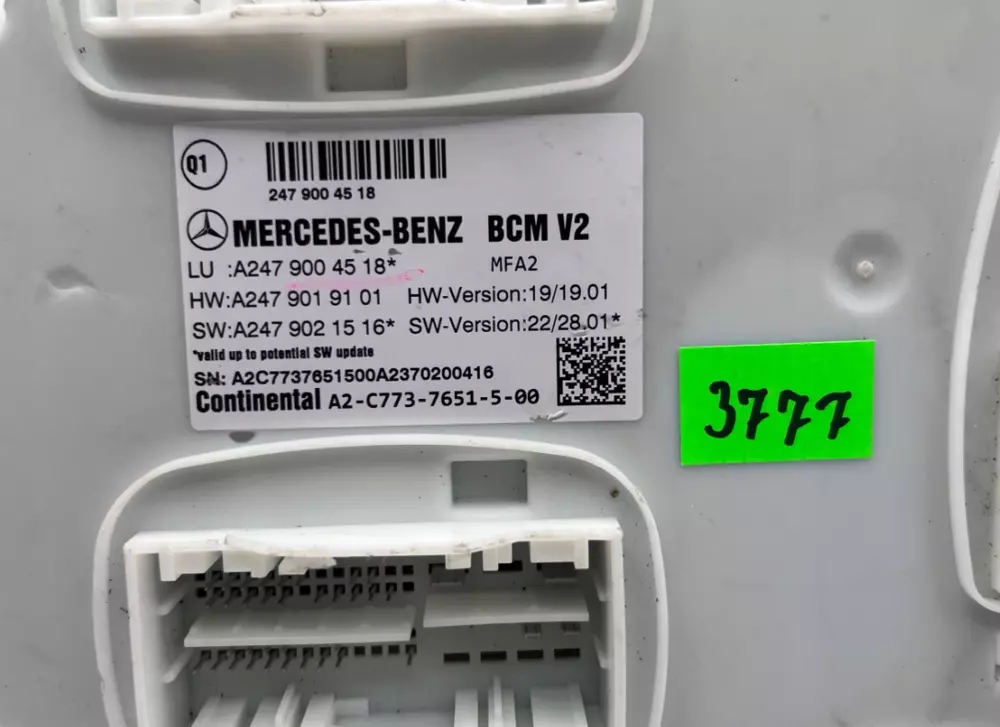 Q1
247 900 45 18
MERCEDES-BENZ BCM V2
LU :A247 900 45 18* MFA2
HW:A247 901 91 01 HW-Version:19/19.01
SW:A247 902 15 16* SW-Version:22/28.01*
*valid up to potential SW update
SN: A2C7737651500A2370200416
Continental A2-C773-7651-5-00
3777